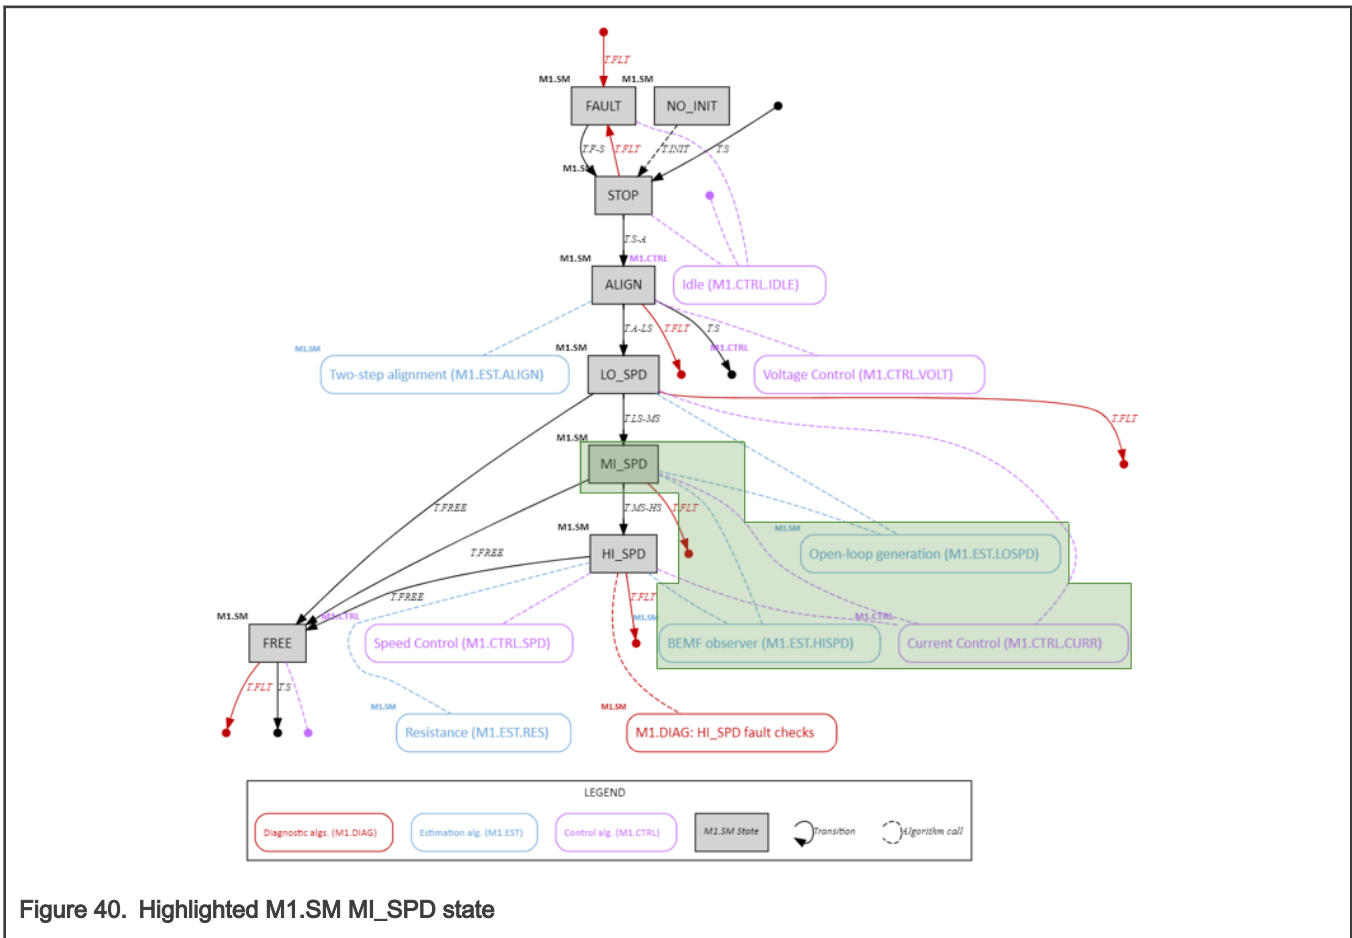 T.FLT
M1.SM
M1.SM
FAULT
NO_INIT
T.F-S
T.FLT
T.INIT
T.S
STOP
T.S-A
M1.SM
M1.CTRL
ALIGN
Idle (M1.CTRL.IDLE)
T.A-LS
T.FLT
T.S
M1.SM
M1.SM
M1.CTRL
Two-step alignment (M1.EST.ALIGN)
LO_SPD
Voltage Control (M1.CTRL.VOLT)
T.LS-MS
T.FLT
M1.SM
MI_SPD
T.FREE
T.MS-HS
T.FLT
M1.SM
M1.SM
T.FREE
HI_SPD
Open-loop generation (M1.EST.LOSPD)
T.FREE
T.FLT
M1.SM
M1.CTRL
M1.SM
M1.CTRL
FREE
Speed Control (M1.CTRL.SPD)
BEMF observer (M1.EST.HISPD)
Current Control (M1.CTRL.CURR)
T.FLT
T.S
M1.SM
M1.SM
Resistance (M1.EST.RES)
M1.DIAG: HI_SPD fault checks
LEGEND
Diagnostic algs. (M1.DIAG)
Estimation alg. (M1.EST)
Control alg. (M1.CTRL)
M1.SM State
Transition
Algorithm call
Figure 40. Highlighted M1.SM MI_SPD state